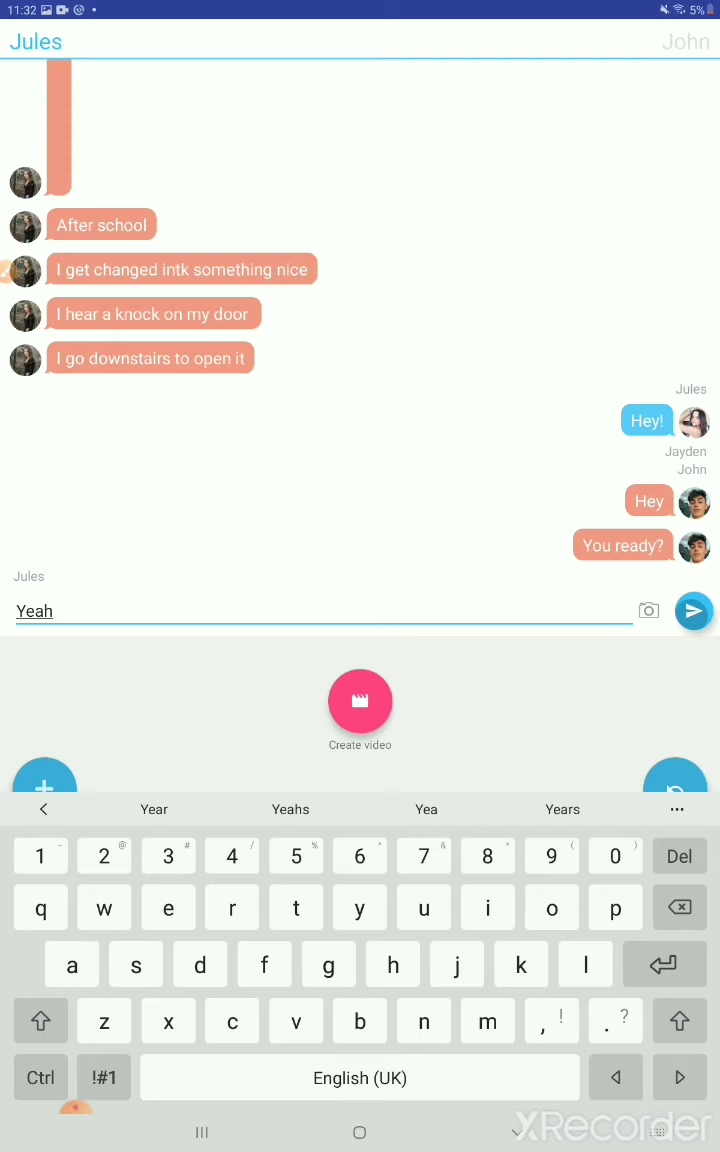 11:32 5%
Jules John
After school
I get changed intk something nice
I hear a knock on my door
I go downstairs to open it
Jules
Hey!
Jayden
John
Hey
You ready?
Jules
Yeah
Create video
Year Yeahs Yea Years ...
1 - 2 @ 3 # 4 / 5 % 6 ^ 7 & 8 * 9 ( 0 ) Del
q w e r t y u i o p
a s d f g h j k l
z x c v b n m , ! . ?
Ctrl !#1 English (UK)
XRecorder